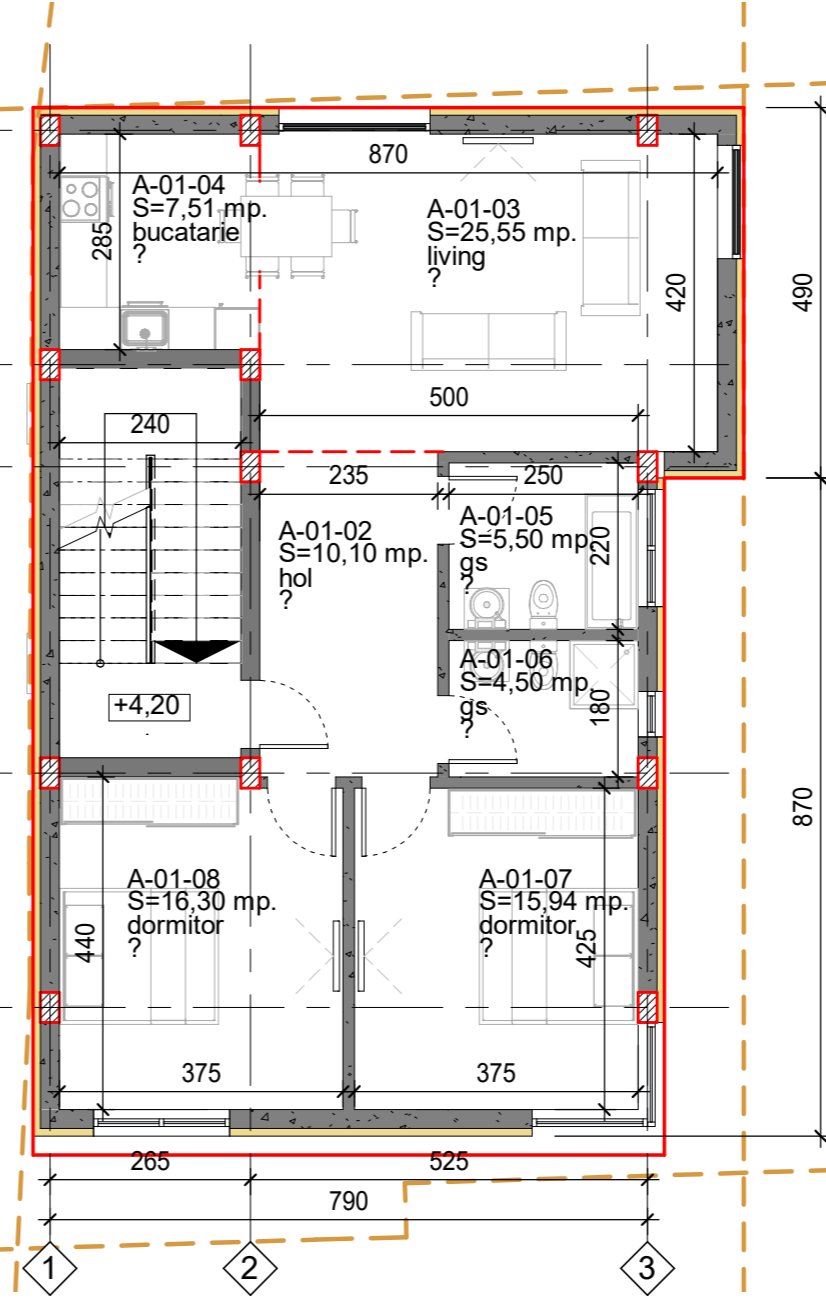 870
A-01-04
S=7,51 mp.
bucatarie
?
285
A-01-03
S=25,55 mp.
living
?
420
490
500
240
235
250
A-01-02
S=10,10 mp.
hol
?
A-01-05
S=5,50 mp.
gs
?
220
A-01-06
S=4,50 mp.
gs
?
180
+4,20
870
A-01-08
S=16,30 mp.
dormitor
?
440
A-01-07
S=15,94 mp.
dormitor
?
425
375
375
265
525
790
1
2
3